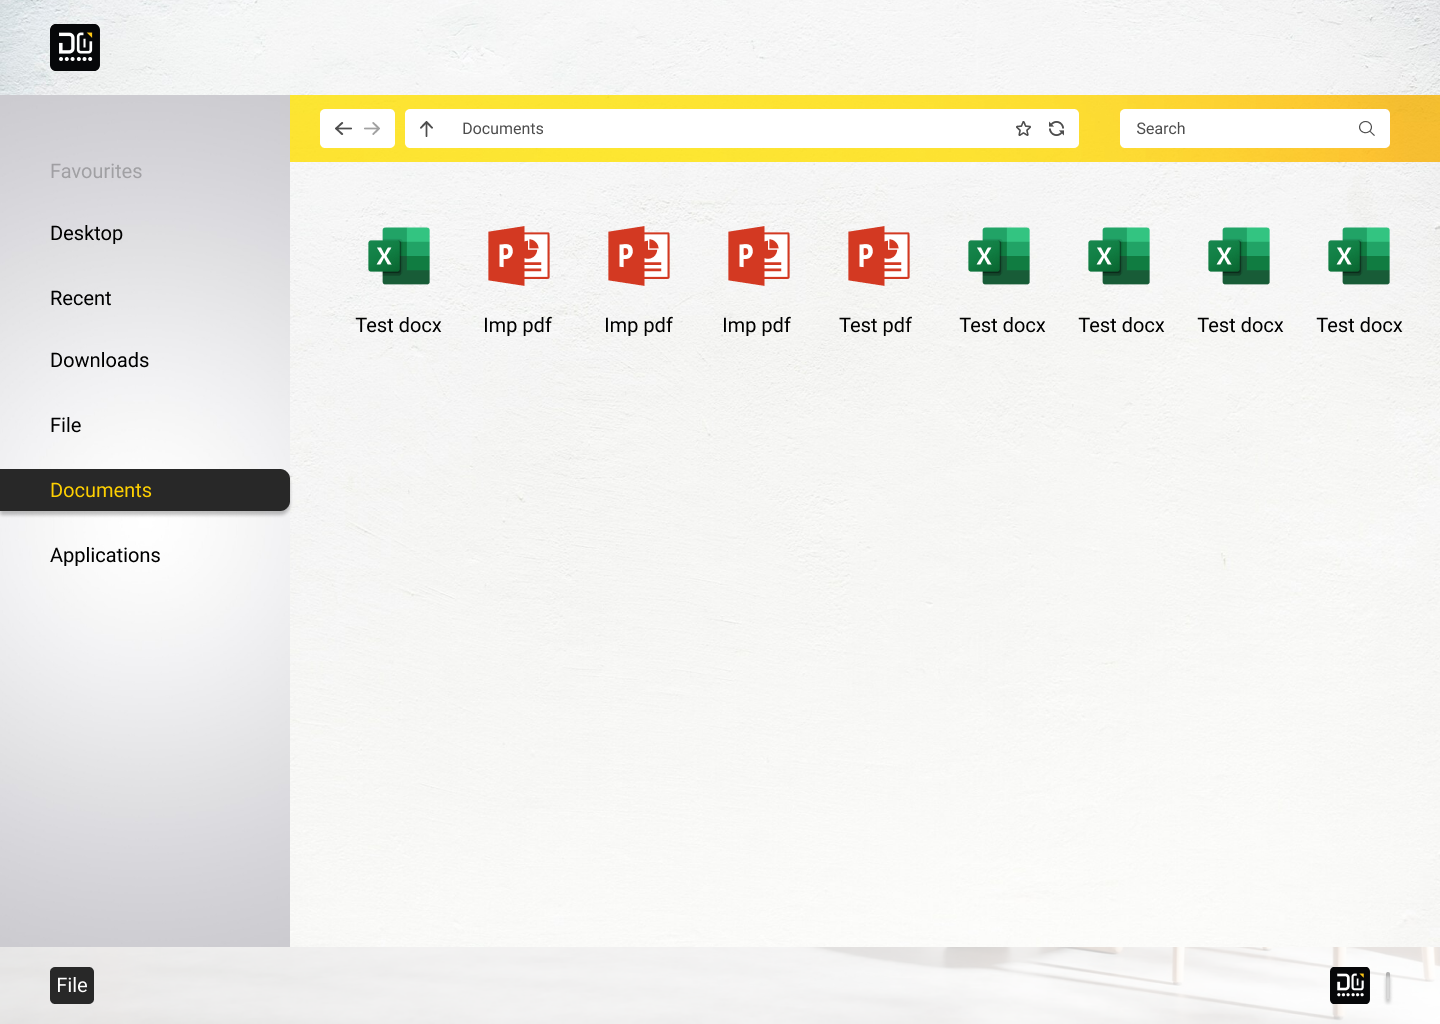 Documents
Search
Favourites
Desktop
Recent
Downloads
File
Documents
Applications
X
P
P
P
P
X
X
X
X
Test docx
Imp pdf
Imp pdf
Imp pdf
Test pdf
Test docx
Test docx
Test docx
Test docx
File